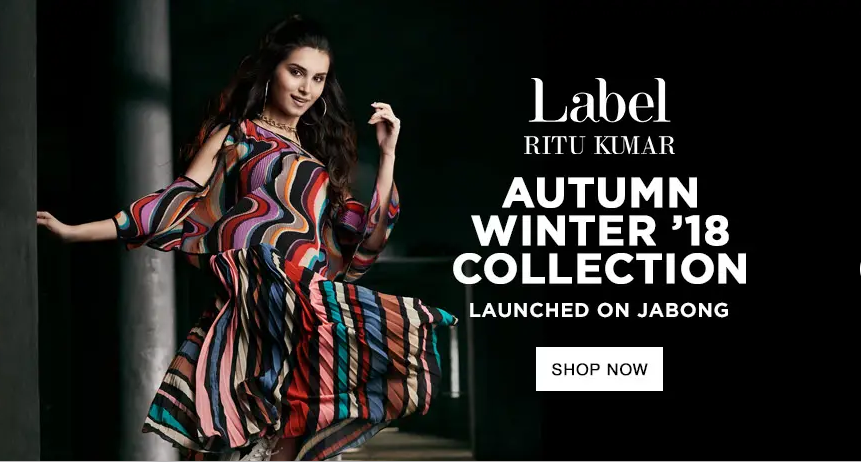 Label
RITU KUMAR
AUTUMN
WINTER ’18
COLLECTION
LAUNCHED ON JABONG
SHOP NOW